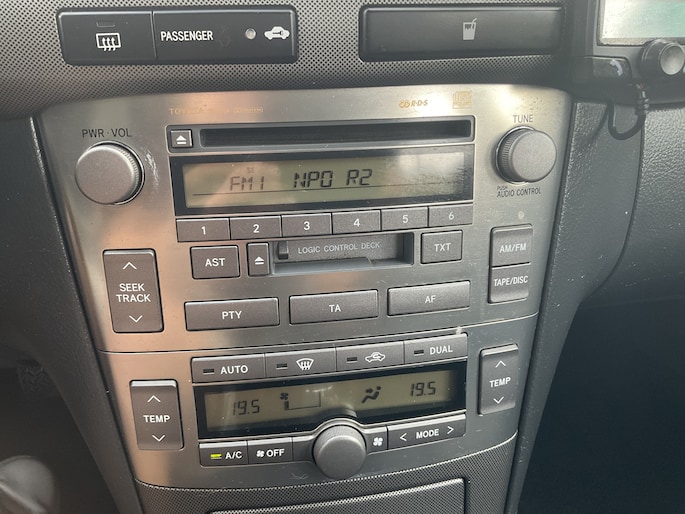 PASSENGER
TOYOTA
R·D·S
PWR·VOL
TUNE
FM1 NPO R2
PUSH
AUDIO CONTROL
1 2 3 4 5 6
AST
LOGIC CONTROL DECK
TXT
AM/FM
SEEK
TRACK
TAPE/DISC
PTY
TA
AF
AUTO
DUAL
TEMP
19.5
19.5
TEMP
A/C
OFF
< MODE >